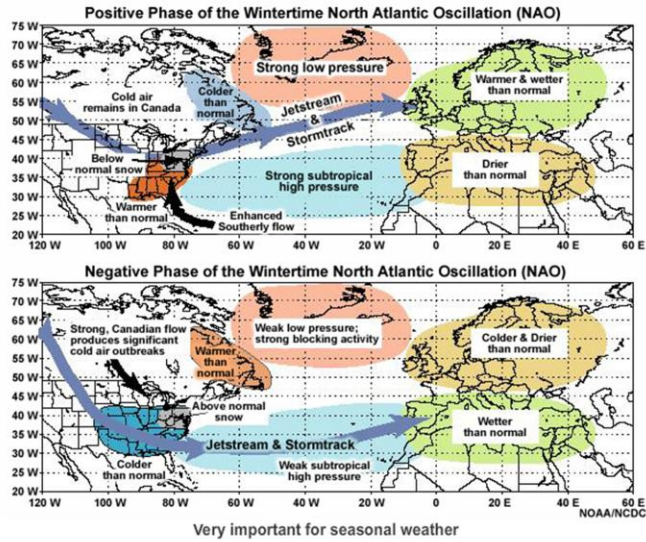 Positive Phase of the Wintertime North Atlantic Oscillation (NAO)
75 W
70 W
65 W
60 W
55 W
50 W
45 W
40 W
35 W
30 W
25 W
20 W
Strong low pressure
Warmer & wetter
than normal
Cold air
remains in Canada
Colder
than
normal
Jetstream
&
Stormtrack
Below
normal snow
Strong subtropical
high pressure
Drier
than normal
Warmer
than normal
Enhanced
Southerly flow
120 W
100 W
80 W
60 W
40 W
20 W
0
20 E
40 E
60 E
Negative Phase of the Wintertime North Atlantic Oscillation (NAO)
75 W
70 W
65 W
60 W
55 W
50 W
45 W
40 W
35 W
30 W
25 W
20 W
Strong, Canadian flow
produces significant
cold air outbreaks
Weak low pressure;
strong blocking activity
Colder & Drier
than normal
Warmer
than
normal
Above normal
snow
Wetter
than normal
Jetstream & Stormtrack
Colder
than normal
Weak subtropical
high pressure
120 W
100 W
80 W
60 W
40 W
20 W
0
20 E
40 E
60 E
NOAA/NCDC
Very important for seasonal weather